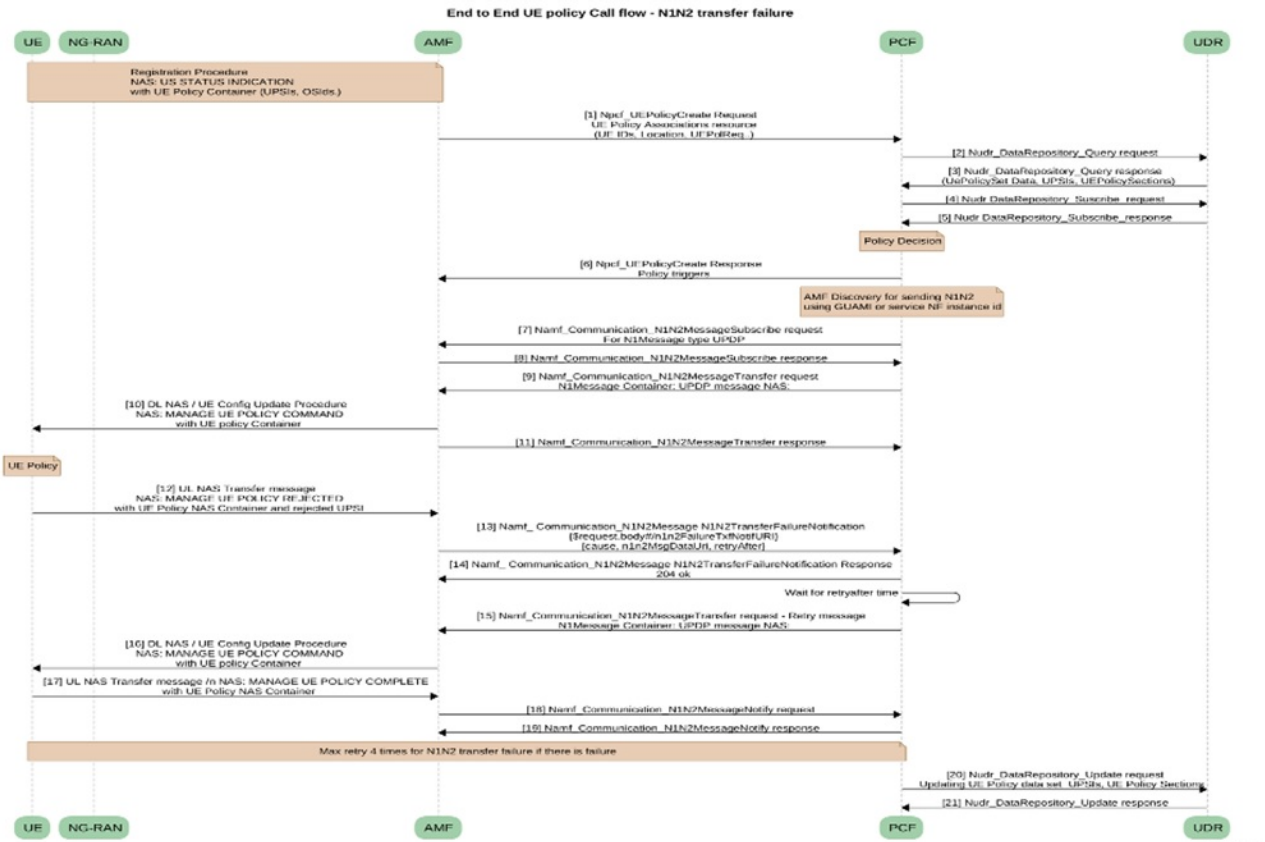 End to End UE policy Call flow - N1N2 transfer failure
UE NG-RAN AMF PCF UDR
Registration Procedure
NAS: US STATUS INDICATION
with UE Policy Container (UPSIs, OSIds.)
[1] Npcf_UEPolicyCreate Request
UE Policy Associations resource
(UE IDs, Location, UEPolReq..)
[2] Nudr_DataRepository_Query request
[3] Nudr_DataRepository_Query response
(UePolicySet Data, UPSIs, UEPolicySections)
[4] Nudr DataRepository_Suscribe_request
[5] Nudr DataRepository_Subscribe_response
Policy Decision
[6] Npcf_UEPolicyCreate Response
Policy triggers
AMF Discovery for sending N1N2
using GUAMI or service NF instance id
[7] Namf_Communication_N1N2MessageSubscribe request
For N1Message type UPDP
[8] Namf_Communication_N1N2MessageSubscribe response
[9] Namf_Communication_N1N2MessageTransfer request
N1Message Container: UPDP message NAS:
[10] DL NAS / UE Config Update Procedure
NAS: MANAGE UE POLICY COMMAND
with UE policy Container
[11] Namf_Communication_N1N2MessageTransfer response
UE Policy
[12] UL NAS Transfer message
NAS: MANAGE UE POLICY REJECTED
with UE Policy NAS Container and rejected UPSI
[13] Namf_ Communication_N1N2Message N1N2TransferFailureNotification
{$request.body#/n1n2FailureTxfNotifURI}
[cause, n1n2MsgDataUri, retryAfter]
[14] Namf_ Communication_N1N2Message N1N2TransferFailureNotification Response
204 ok
Wait for retryafter time
[15] Namf_Communication_N1N2MessageTransfer request - Retry message
N1Message Container: UPDP message NAS:
[16] DL NAS / UE Config Update Procedure
NAS: MANAGE UE POLICY COMMAND
with UE policy Container
[17] UL NAS Transfer message /n NAS: MANAGE UE POLICY COMPLETE
with UE Policy NAS Container
[18] Namf_Communication_N1N2MessageNotify request
[19] Namf_Communication_N1N2MessageNotify response
Max retry 4 times for N1N2 transfer failure if there is failure
[20] Nudr_DataRepository_Update request
Updating UE Policy data set UPSIs, UE Policy Sections
[21] Nudr_DataRepository_Update response
UE NG-RAN AMF PCF UDR